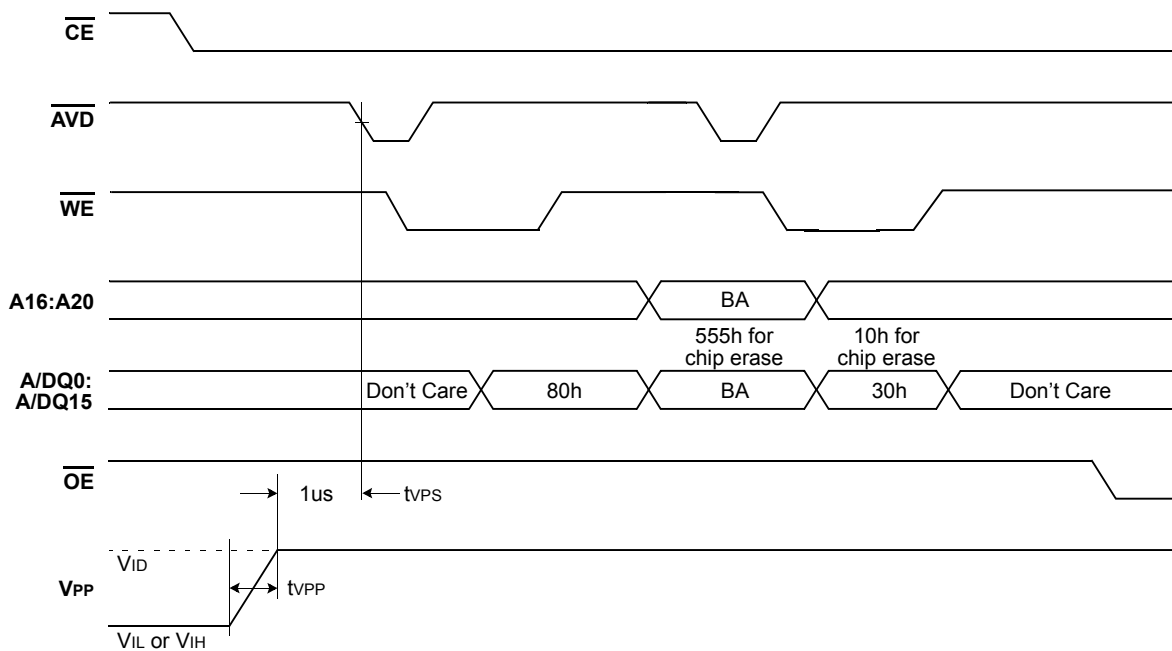 CE
AVD
WE
A16:A20
BA
555h for
chip erase
10h for
chip erase
A/DQ0:
A/DQ15
Don’t Care
80h
BA
30h
Don’t Care
OE
1us
tVPS
VID
VPP
tVPP
VIL or VIH